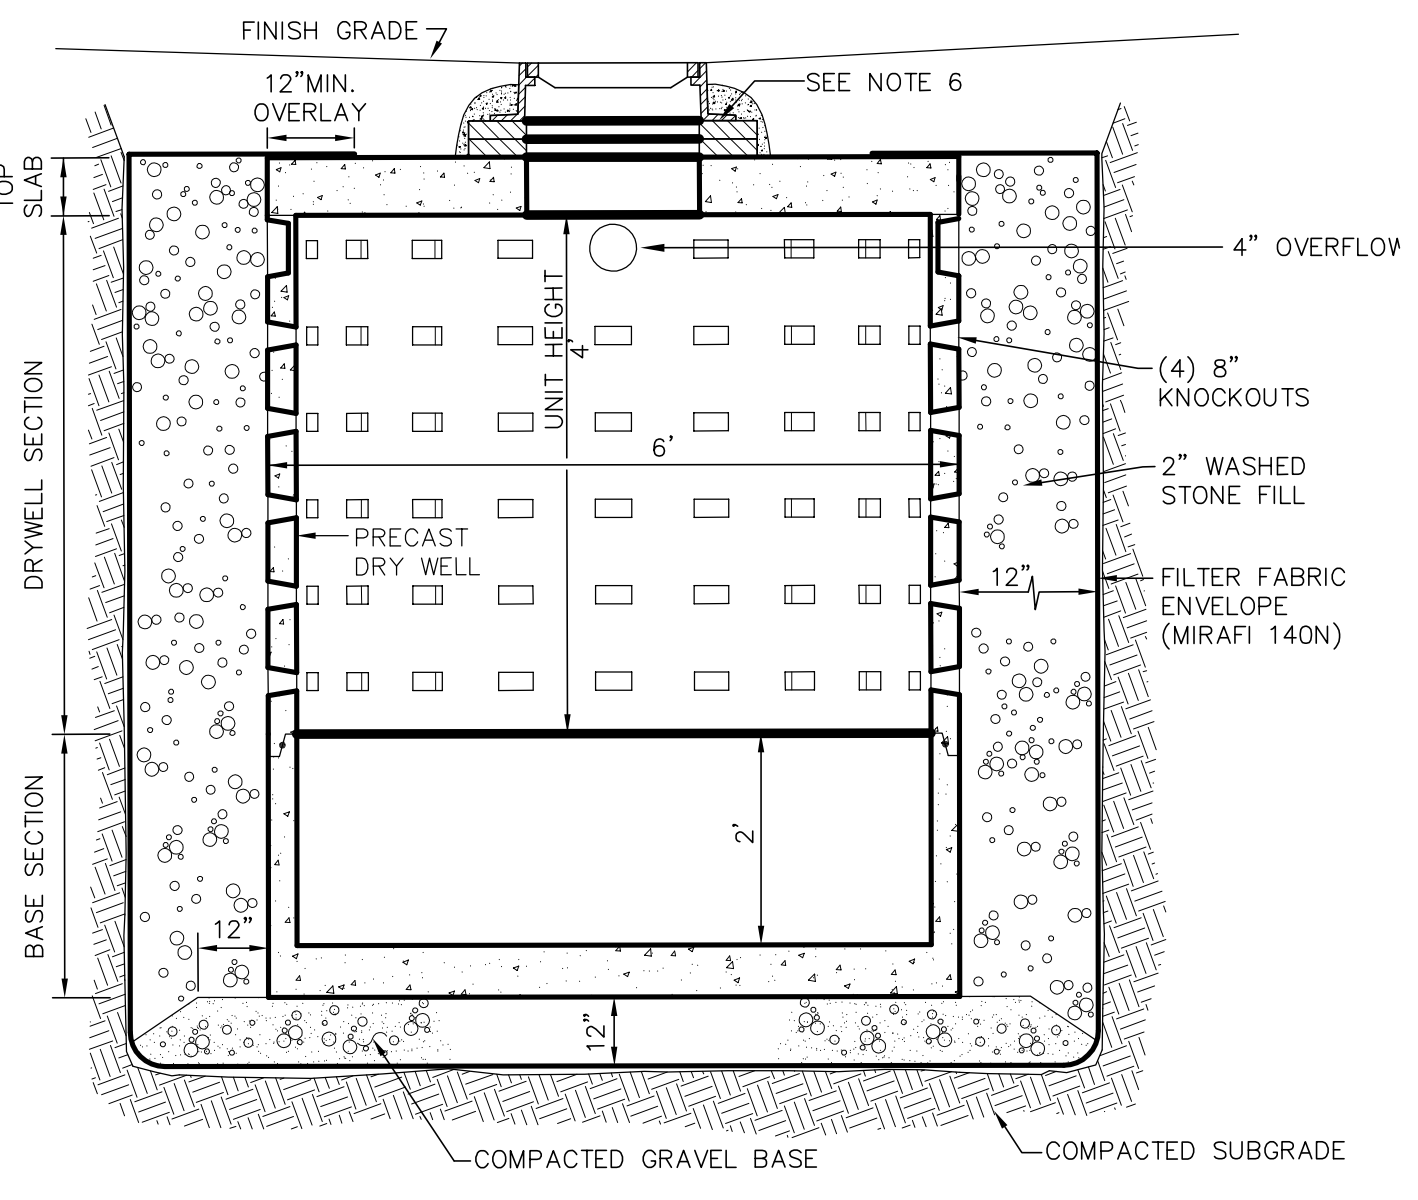 FINISH GRADE
12”MIN.
OVERLAY
SEE NOTE 6
TOP
SLAB
4” OVERFLOW
UNIT HEIGHT
4'
(4) 8”
KNOCKOUTS
DRYWELL SECTION
6'
2” WASHED
STONE FILL
PRECAST
DRY WELL
12”
FILTER FABRIC
ENVELOPE
(MIRAFI 140N)
BASE SECTION
2'
12”
12”
COMPACTED GRAVEL BASE
COMPACTED SUBGRADE